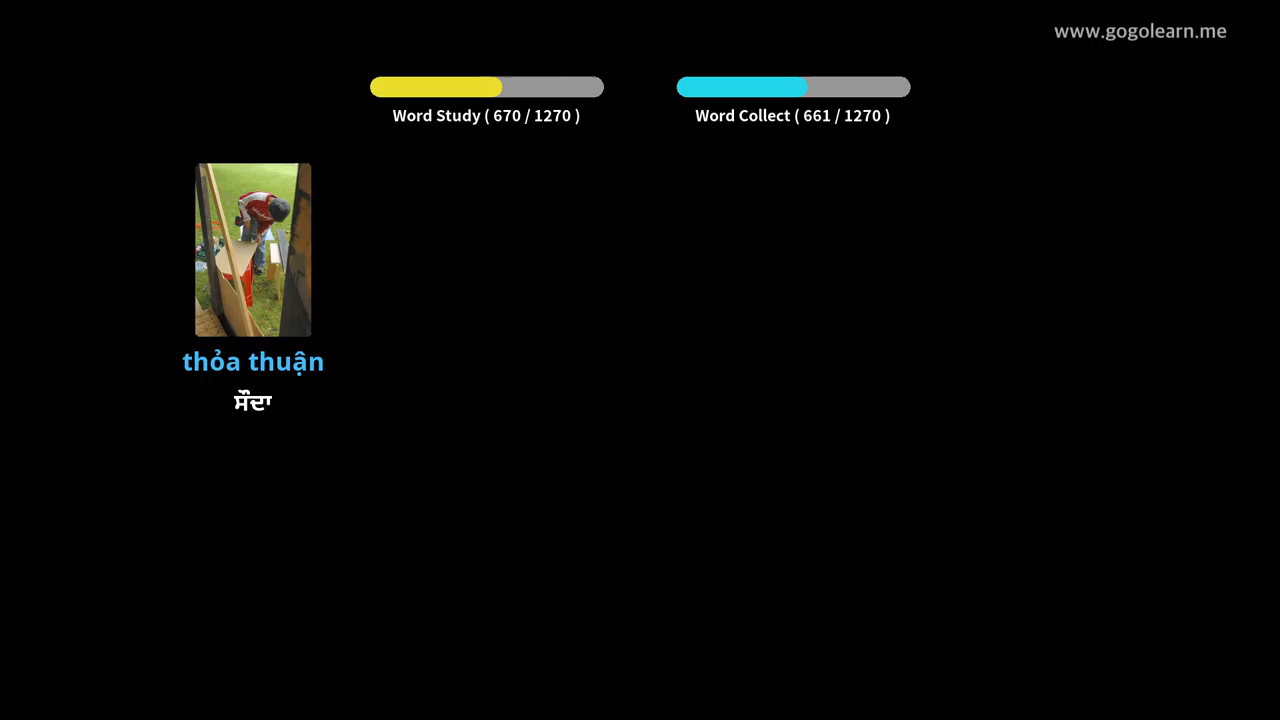 www.gogolearn.me
Word Study ( 670 / 1270 )
Word Collect ( 661 / 1270 )
thỏa thuận
ਸੌਦਾ